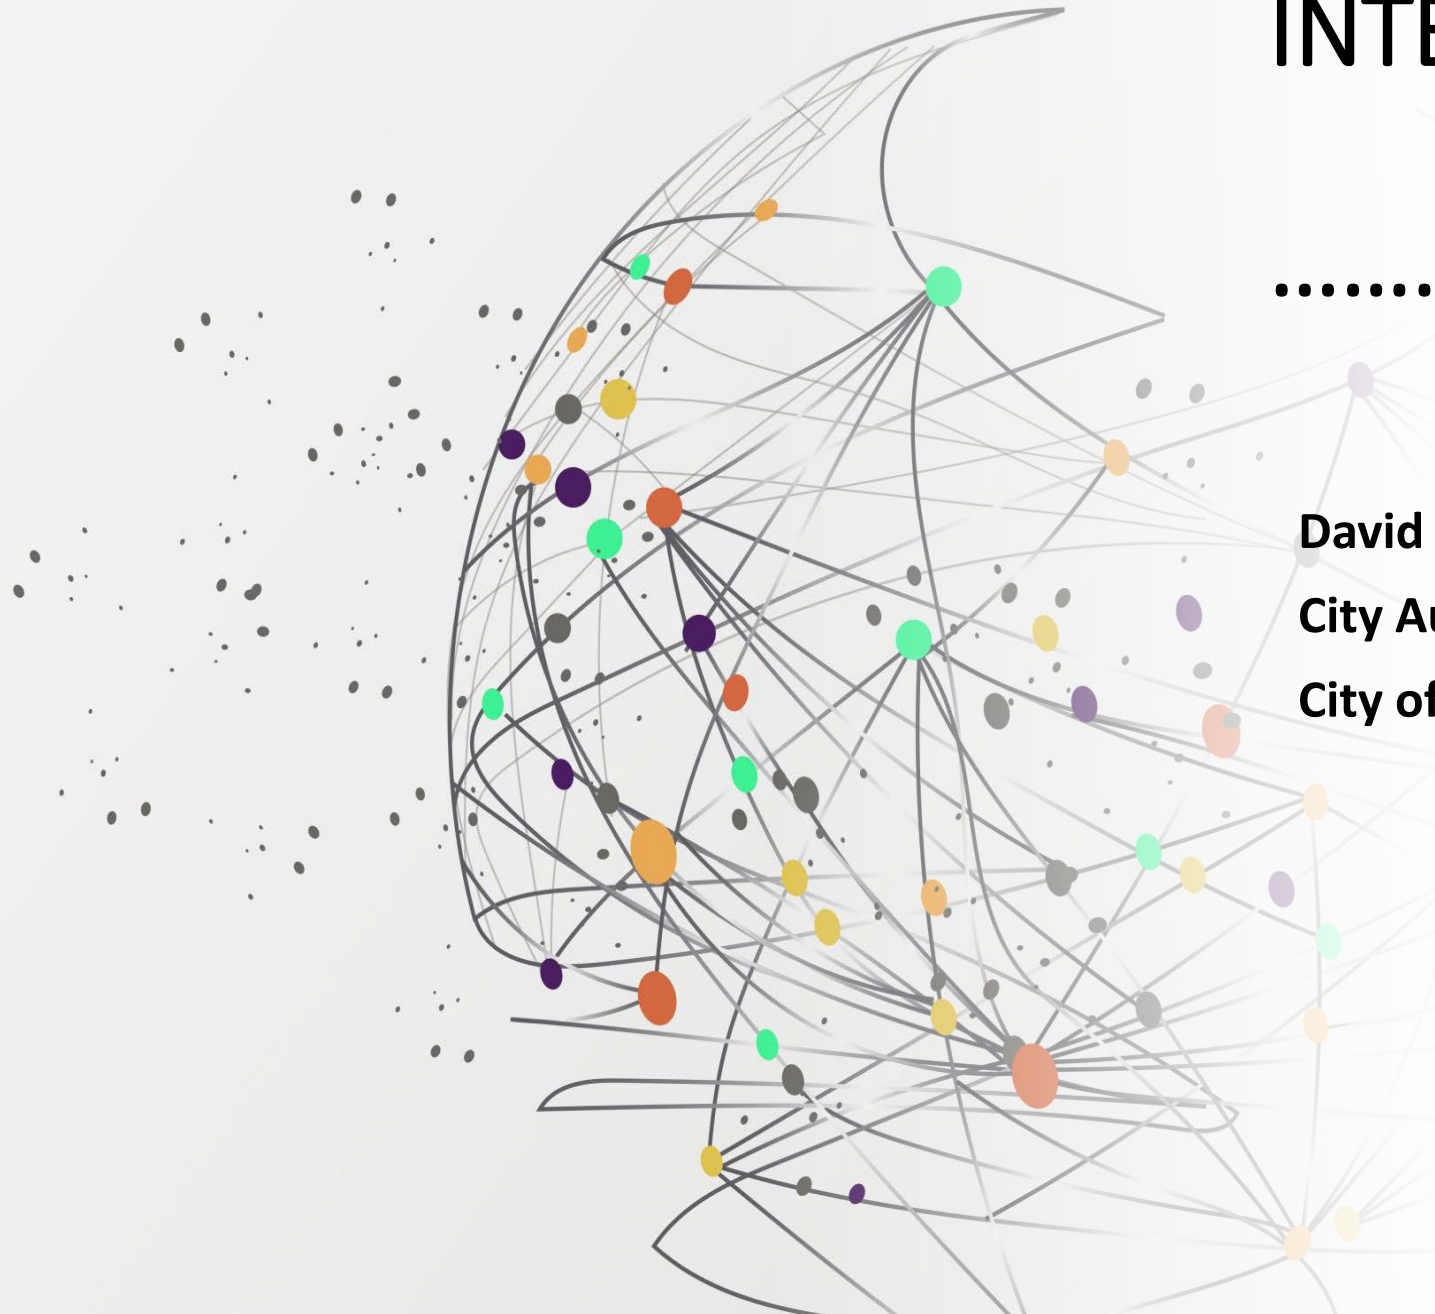 INTE
.......
David
City Au
City of